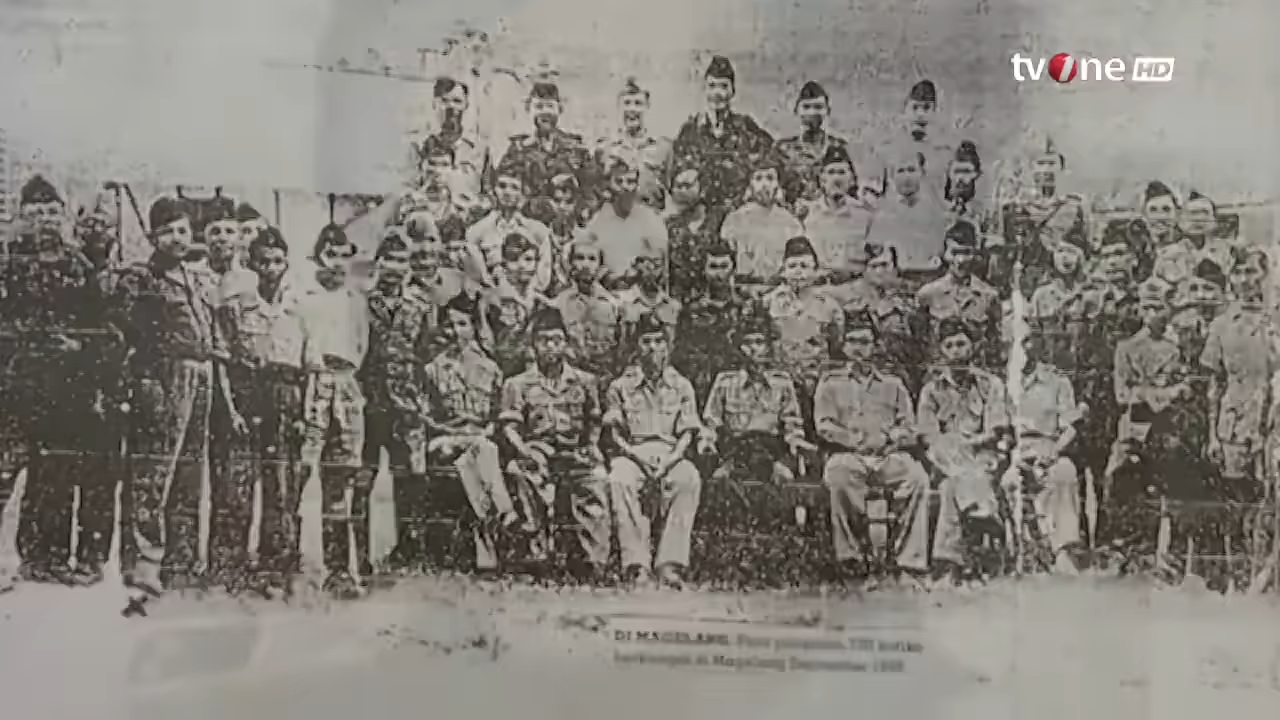 tvOne HD
DI MAGELANG. Para pimpinan TNI ketika
berkumpul di Magelang September